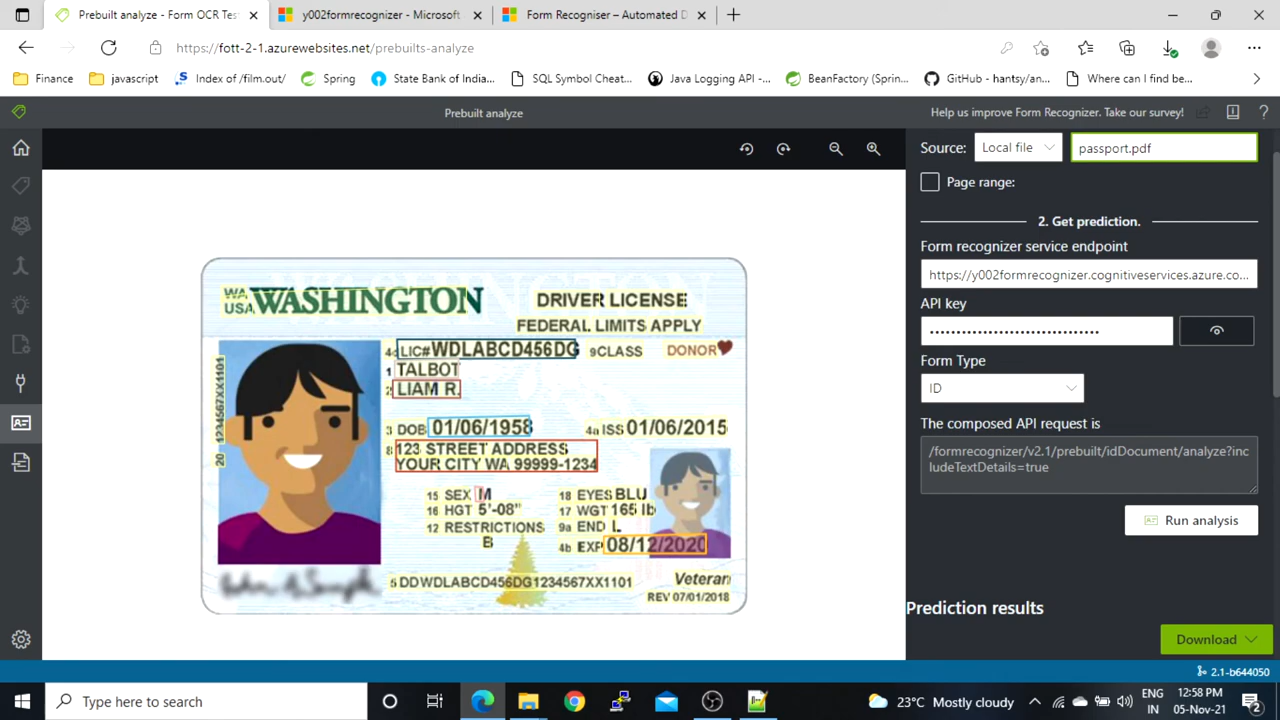 Prebuilt analyze - Form OCR Tes
y002formrecognizer - Microsoft
Form Recogniser – Automated D
https://fott-2-1.azurewebsites.net/prebuilts-analyze
Finance
javascript
Index of /film.out/
Spring
State Bank of India...
SQL Symbol Cheat...
Java Logging API -...
BeanFactory (Sprin...
GitHub - hantsy/an...
Where can I find be...
Prebuilt analyze
Help us improve Form Recognizer. Take our survey!
Source:
Local file
passport.pdf
Page range:
2. Get prediction.
Form recognizer service endpoint
https://y002formrecognizer.cognitiveservices.azure.co...
API key
Form Type
ID
The composed API request is
/formrecognizer/v2.1/prebuilt/idDocument/analyze?inc
ludeTextDetails=true
Run analysis
Prediction results
Download
WA
USA
WASHINGTON
DRIVER LICENSE
FEDERAL LIMITS APPLY
4d LIC#WDLABCD456DG
9CLASS
DONOR
1 TALBOT
2 LIAM R.
3 DOB 01/06/1958
4a ISS 01/06/2015
8 123 STREET ADDRESS
YOUR CITY WA 99999-1234
15 SEX M
18 EYES BLU
16 HGT 5'-08"
17 WGT 165 lb
12 RESTRICTIONS
9a END L
B
4b EXP 08/12/2020
5 DDWDLABCD456DG1234567XX1101
Veteran
REV 07/01/2018
20 1234567XX1101
2.1-b644050
Type here to search
23°C Mostly cloudy
ENG
IN
12:58 PM
05-Nov-21
2